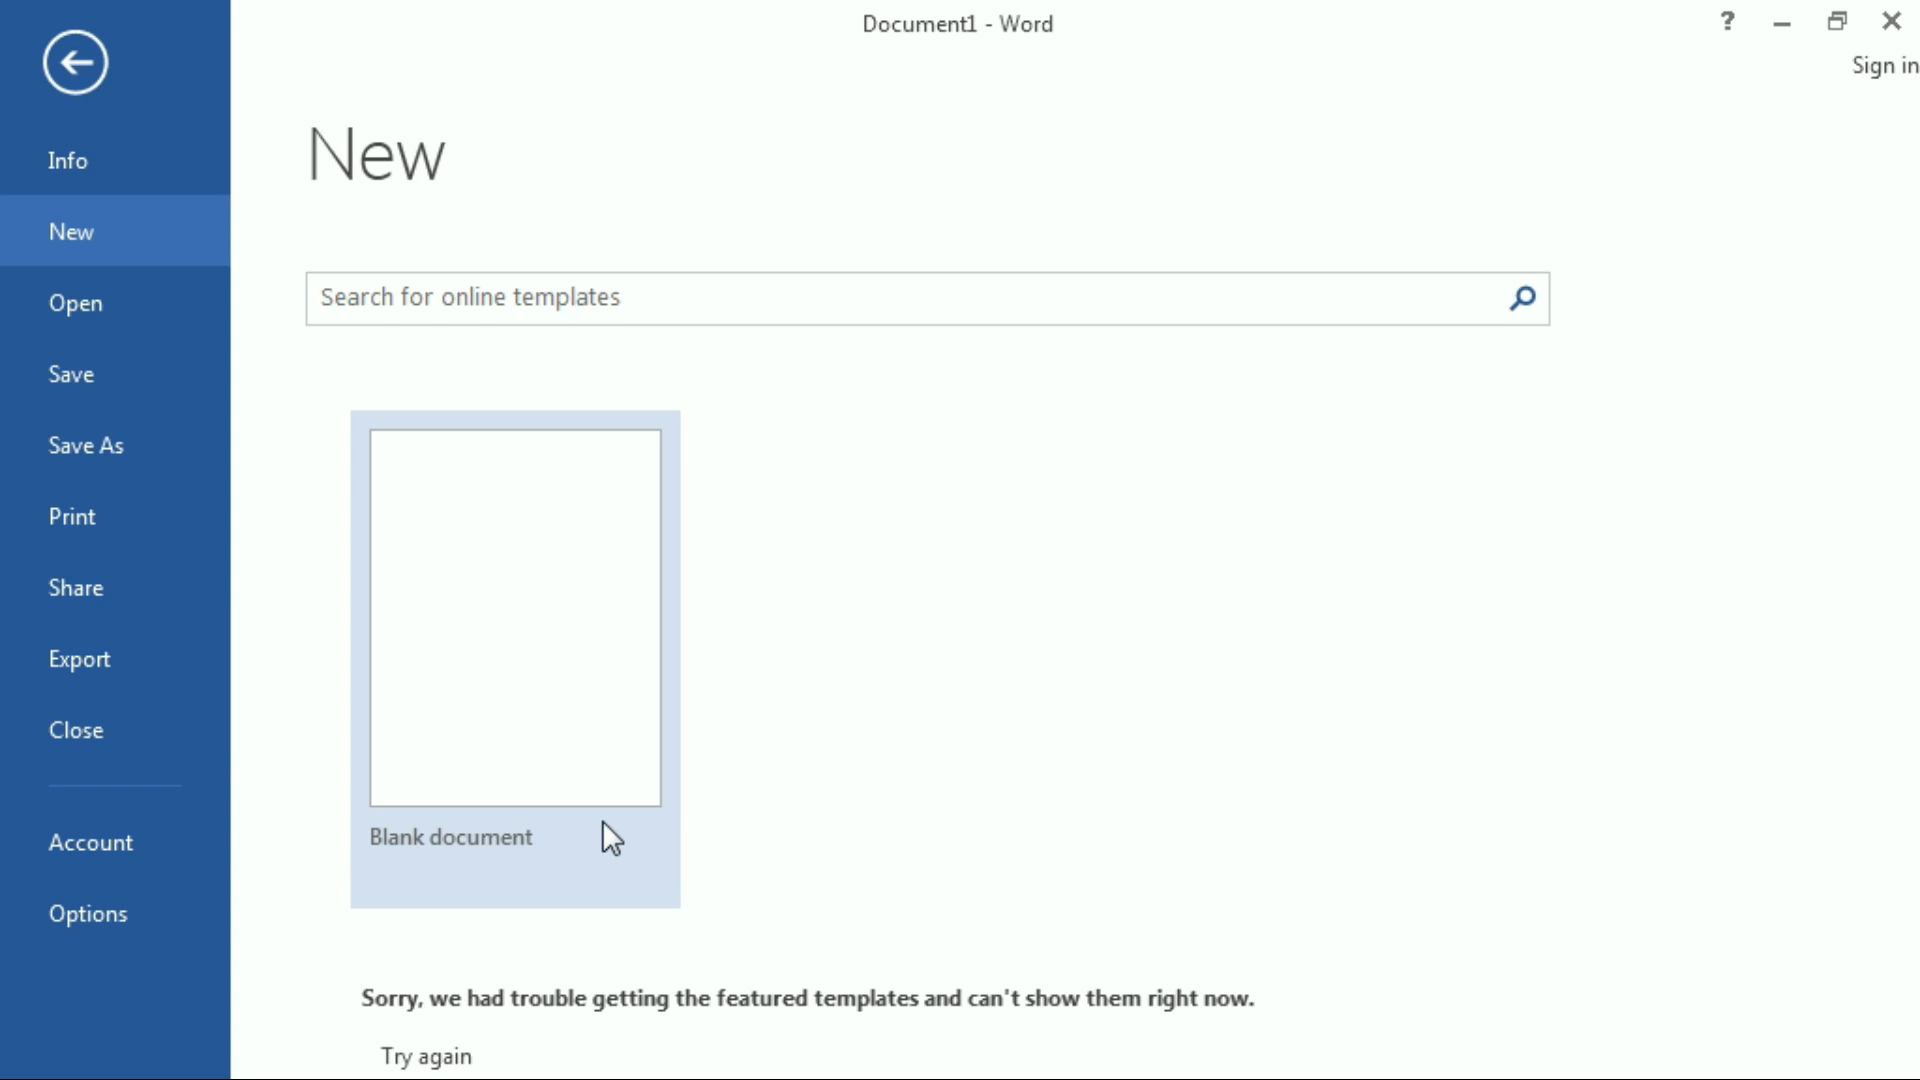 Document1 - Word
?
Sign in
Info
New
Open
Save
Save As
Print
Share
Export
Close
Account
Options
New
Search for online templates
Blank document
Sorry, we had trouble getting the featured templates and can't show them right now.
Try again